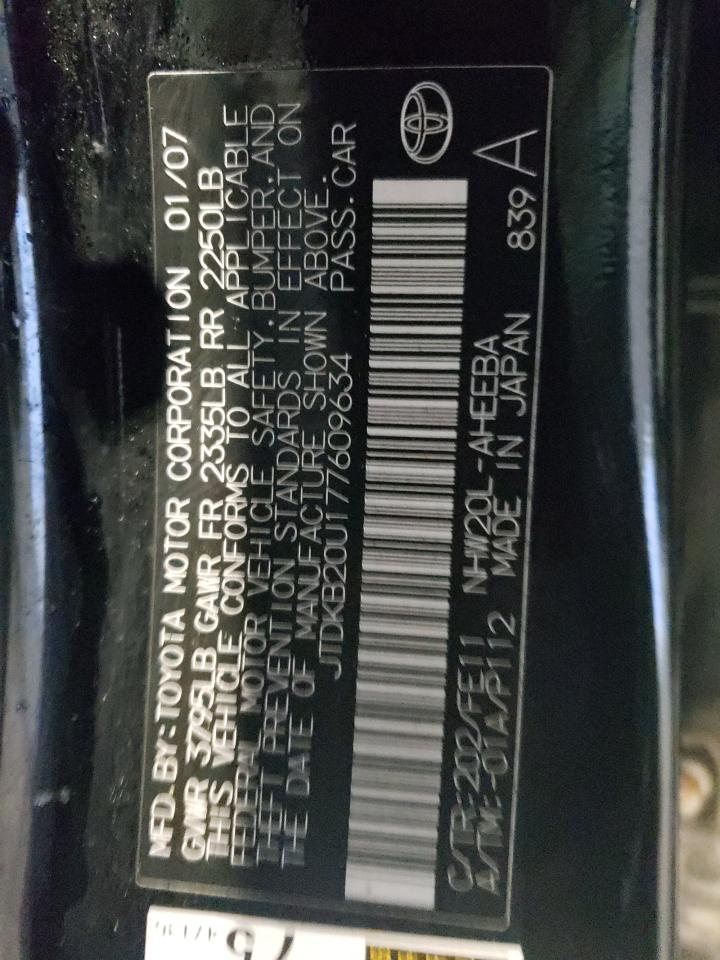 MFD.BY:TOYOTA MOTOR CORPORATION 01/07
GVWR 3795LB GAWR FR 2335LB RR 2250LB
THIS VEHICLE CONFORMS TO ALL APPLICABLE
FEDERAL MOTOR VEHICLE SAFETY,BUMPER,AND
THEFT PREVENTION STANDARDS IN EFFECT ON
THE DATE OF MANUFACTURE SHOWN ABOVE.
JTDKB20U177609634 PASS.CAR
C/TR:202/FE11 NHW20L-AHEEBA 839
A/TM:-01A/P112 MADE IN JAPAN A